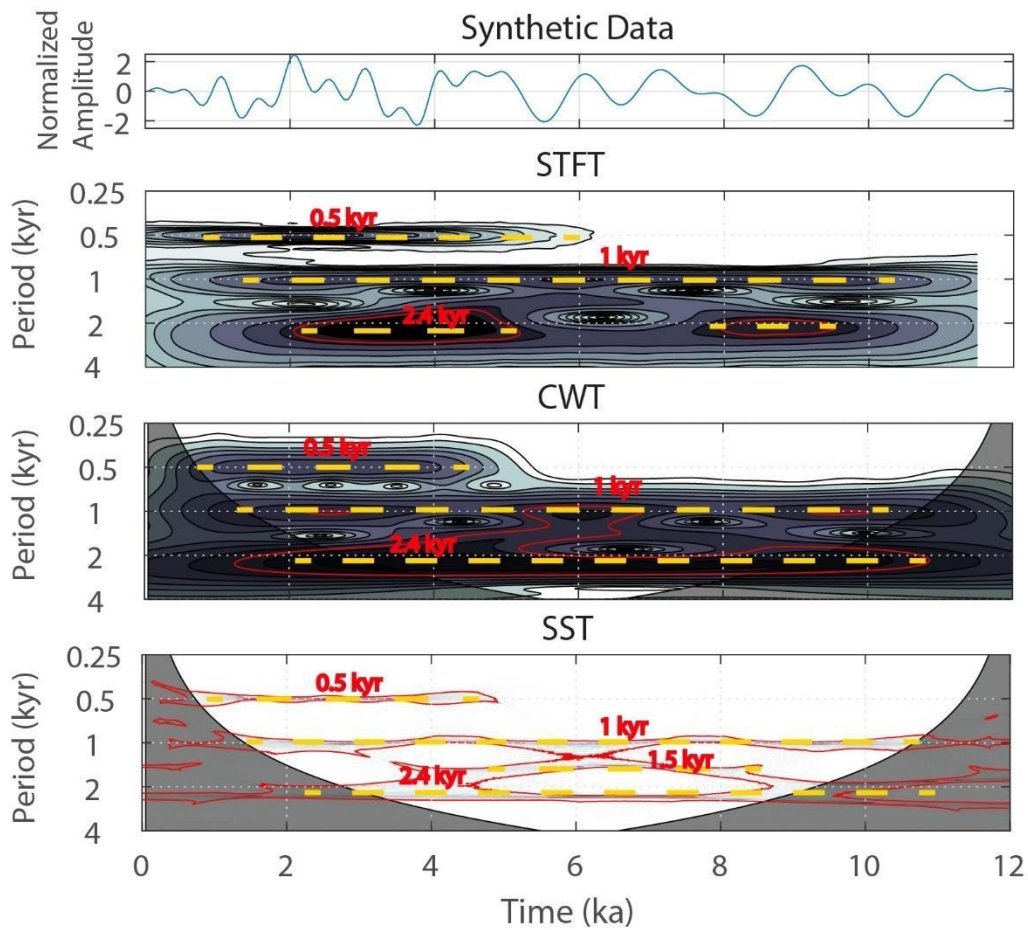 Synthetic Data
Normalized
Amplitude
2
0
-2
STFT
Period (kyr)
0.25
0.5
1
2
4
0.5 kyr
1 kyr
2.4 kyr
CWT
Period (kyr)
0.25
0.5
1
2
4
0.5 kyr
1 kyr
2.4 kyr
SST
Period (kyr)
0.25
0.5
1
2
4
0.5 kyr
1 kyr
1.5 kyr
2.4 kyr
0 2 4 6 8 10 12
Time (ka)